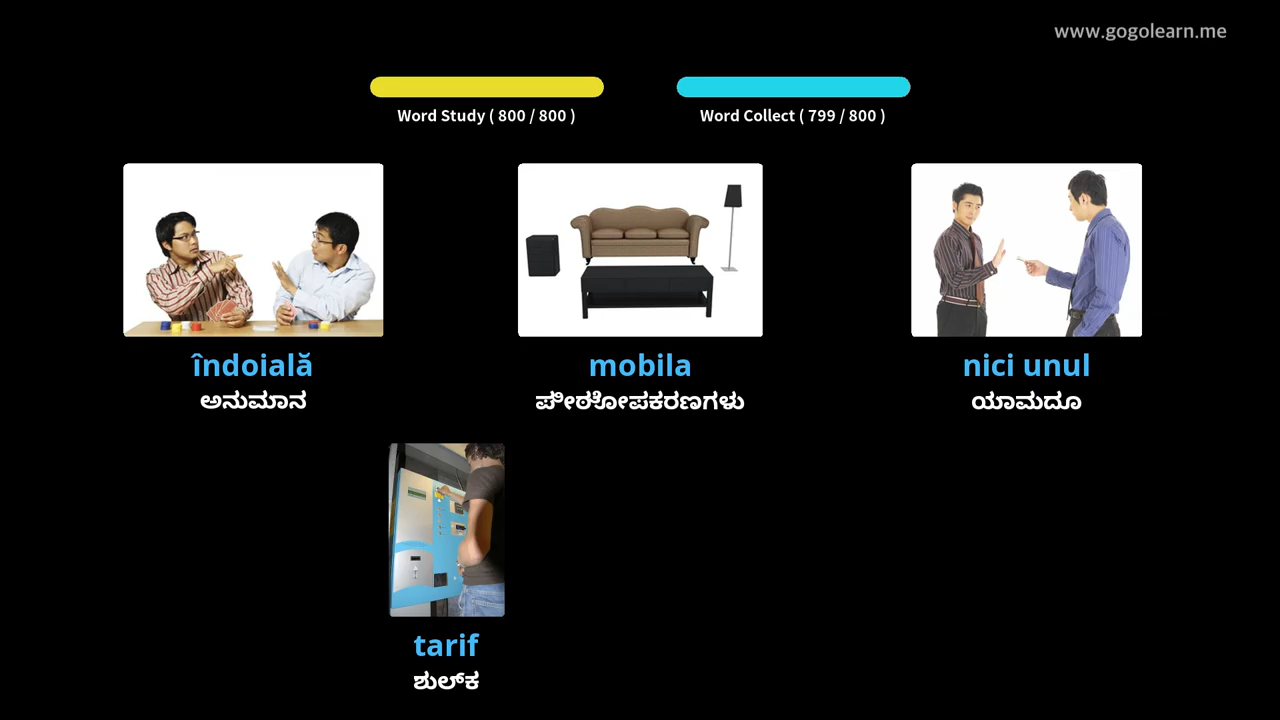 www.gogolearn.me
Word Study ( 800 / 800 )
Word Collect ( 799 / 800 )
îndoială
ಅನುಮಾನ
mobila
ಪೀಠೋಪಕರಣಗಳು
nici unul
ಯಾಮದೂ
tarif
ಶುಲ್ಕ